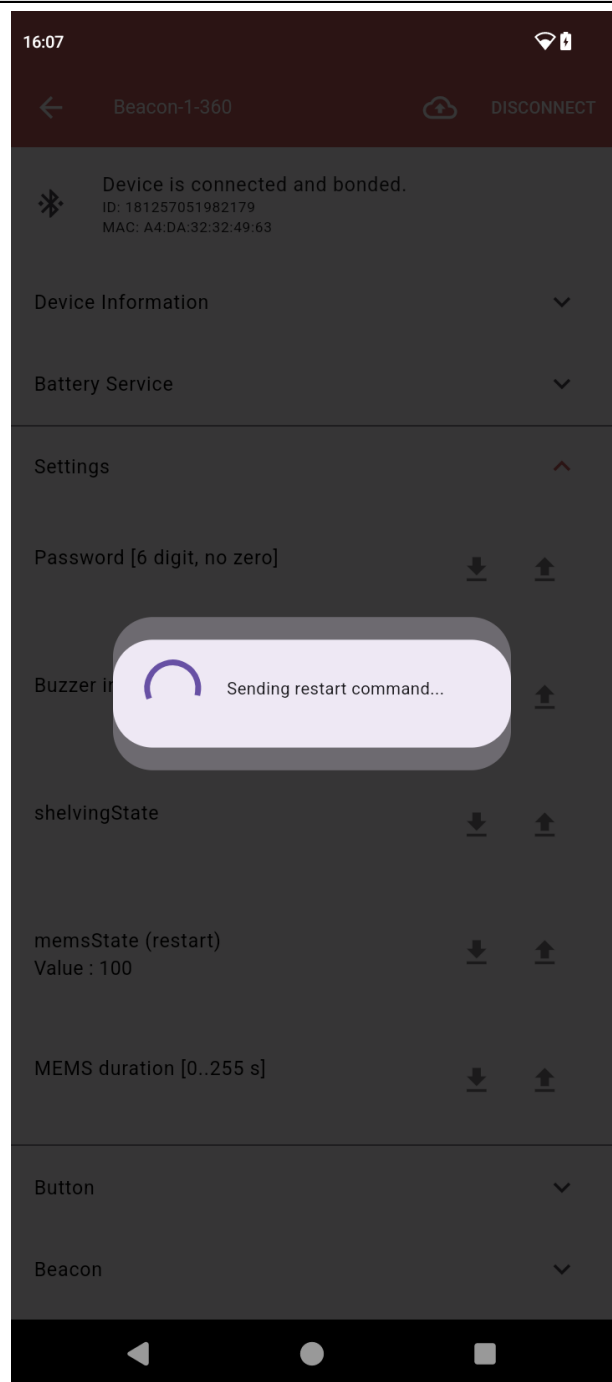 16:07
Beacon-1-360
DISCONNECT
Device is connected and bonded.
ID: 181257051982179
MAC: A4:DA:32:32:49:63
Device Information
Battery Service
Settings
Password [6 digit, no zero]
Buzzer
Sending restart command...
shelvingState
memsState (restart)
Value : 100
MEMS duration [0..255 s]
Button
Beacon